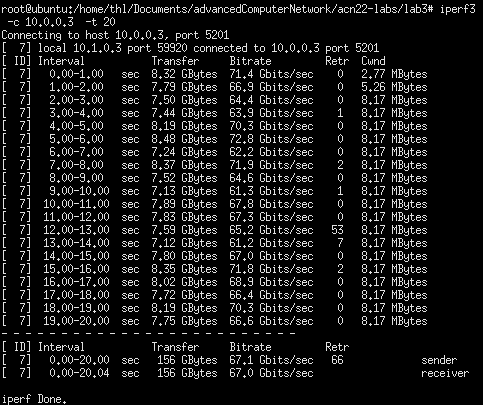 root@ubuntu:/home/thl/Documents/advancedComputerNetwork/acn22-labs/lab3# iperf3
 -c 10.0.0.3  -t 20
Connecting to host 10.0.0.3, port 5201
[  7] local 10.1.0.3 port 59920 connected to 10.0.0.3 port 5201
[ ID] Interval           Transfer     Bitrate         Retr  Cwnd
[  7]   0.00-1.00   sec  8.32 GBytes  71.4 Gbits/sec    0   2.77 MBytes
[  7]   1.00-2.00   sec  7.79 GBytes  66.9 Gbits/sec    0   5.26 MBytes
[  7]   2.00-3.00   sec  7.50 GBytes  64.4 Gbits/sec    0   8.17 MBytes
[  7]   3.00-4.00   sec  7.44 GBytes  63.9 Gbits/sec    1   8.17 MBytes
[  7]   4.00-5.00   sec  8.19 GBytes  70.3 Gbits/sec    0   8.17 MBytes
[  7]   5.00-6.00   sec  8.48 GBytes  72.8 Gbits/sec    0   8.17 MBytes
[  7]   6.00-7.00   sec  7.24 GBytes  62.2 Gbits/sec    0   8.17 MBytes
[  7]   7.00-8.00   sec  8.37 GBytes  71.9 Gbits/sec    2   8.17 MBytes
[  7]   8.00-9.00   sec  7.52 GBytes  64.6 Gbits/sec    0   8.17 MBytes
[  7]   9.00-10.00  sec  7.13 GBytes  61.3 Gbits/sec    1   8.17 MBytes
[  7]  10.00-11.00  sec  7.89 GBytes  67.8 Gbits/sec    0   8.17 MBytes
[  7]  11.00-12.00  sec  7.83 GBytes  67.3 Gbits/sec    0   8.17 MBytes
[  7]  12.00-13.00  sec  7.59 GBytes  65.2 Gbits/sec   53   8.17 MBytes
[  7]  13.00-14.00  sec  7.12 GBytes  61.2 Gbits/sec    7   8.17 MBytes
[  7]  14.00-15.00  sec  7.80 GBytes  67.0 Gbits/sec    0   8.17 MBytes
[  7]  15.00-16.00  sec  8.35 GBytes  71.8 Gbits/sec    2   8.17 MBytes
[  7]  16.00-17.00  sec  8.02 GBytes  68.9 Gbits/sec    0   8.17 MBytes
[  7]  17.00-18.00  sec  7.72 GBytes  66.4 Gbits/sec    0   8.17 MBytes
[  7]  18.00-19.00  sec  8.19 GBytes  70.3 Gbits/sec    0   8.17 MBytes
[  7]  19.00-20.00  sec  7.75 GBytes  66.6 Gbits/sec    0   8.17 MBytes
- - - - - - - - - - - - - - - - - - - - - - - - -
[ ID] Interval           Transfer     Bitrate         Retr
[  7]   0.00-20.00  sec   156 GBytes  67.1 Gbits/sec   66             sender
[  7]   0.00-20.04  sec   156 GBytes  67.0 Gbits/sec                  receiver
iperf Done.